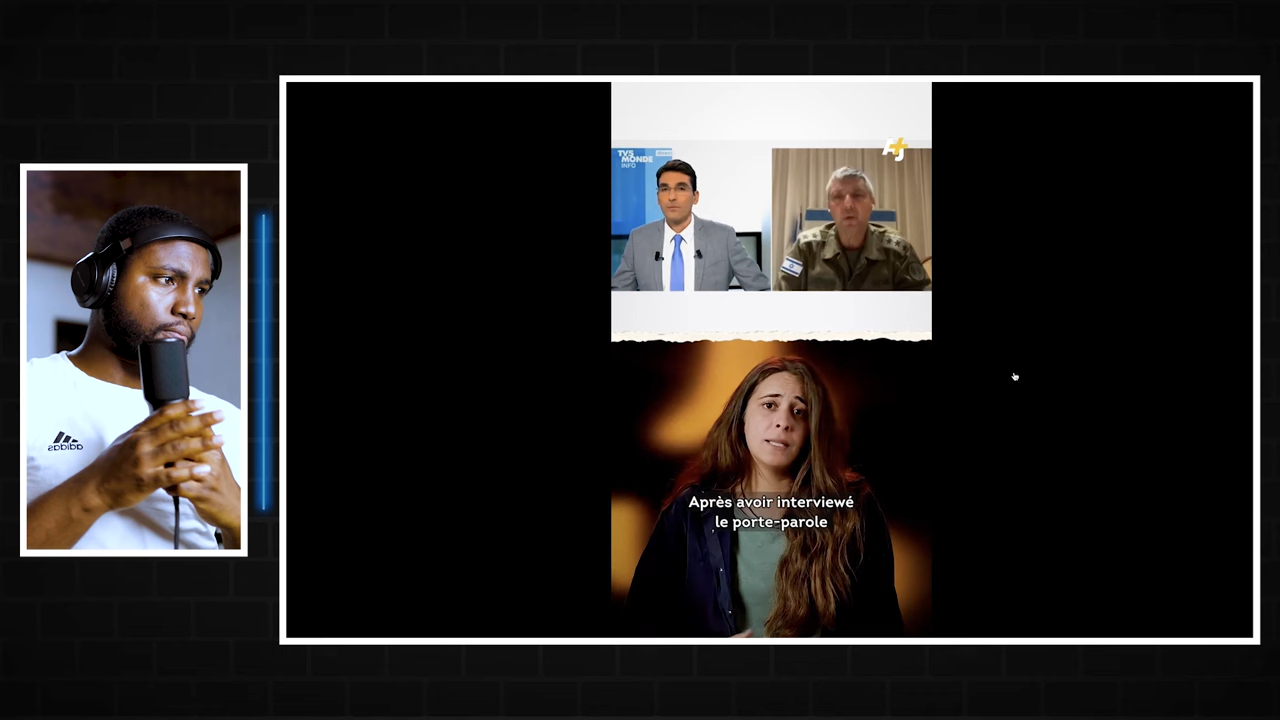 adidas
TV5
MONDE
INFO
AJ+
Après avoir interviewé
le porte-parole